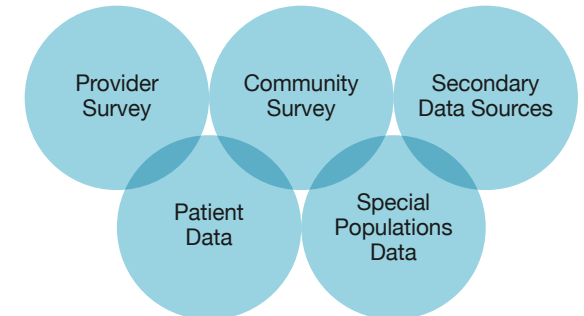 Provider
Survey
Community
Survey
Secondary
Data Sources
Patient
Data
Special
Populations
Data